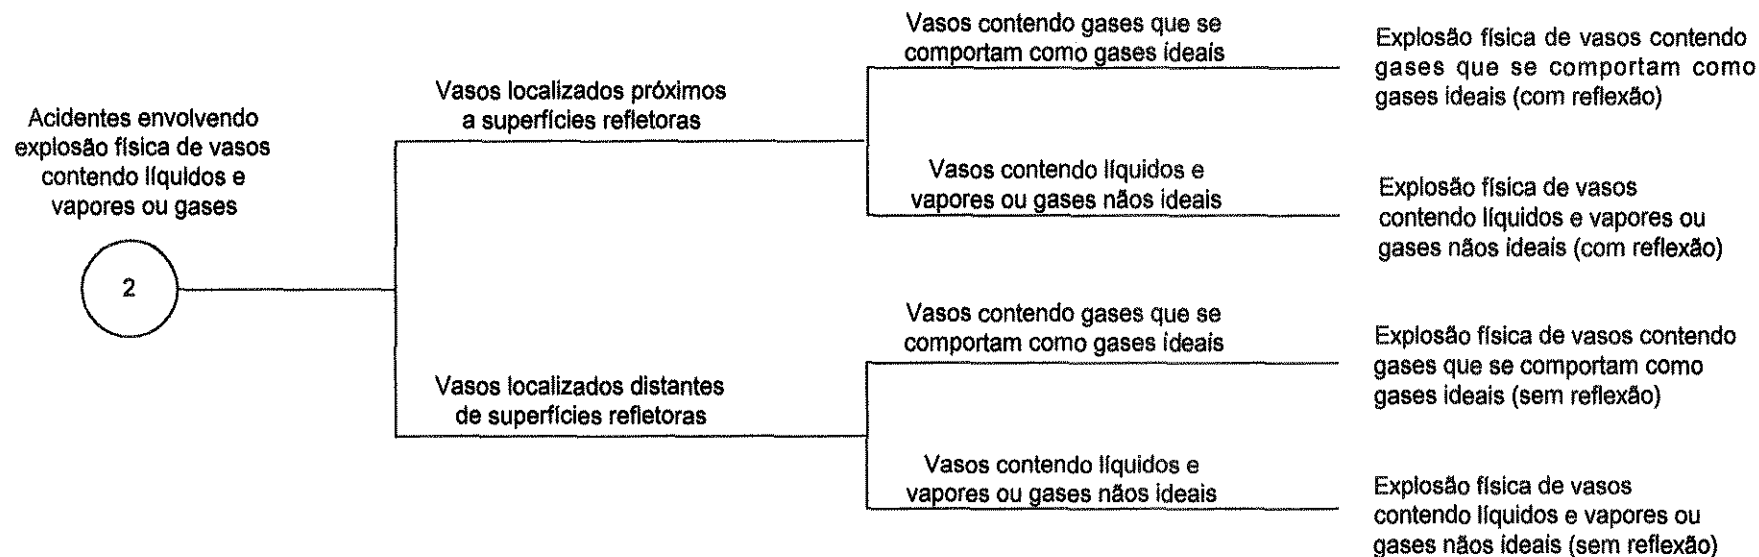 Acidentes envolvendo
explosão física de vasos
contendo líquidos e
vapores ou gases
2
Vasos localizados próximos
a superfícies refletoras
Vasos contendo gases que se
comportam como gases ideais
Explosão física de vasos contendo
gases que se comportam como
gases ideais (com reflexão)
Vasos contendo líquidos e
vapores ou gases nãos ideais
Explosão física de vasos
contendo líquidos e vapores ou
gases nãos ideais (com reflexão)
Vasos localizados distantes
de superfícies refletoras
Vasos contendo gases que se
comportam como gases ideais
Explosão física de vasos contendo
gases que se comportam como
gases ideais (sem reflexão)
Vasos contendo líquidos e
vapores ou gases nãos ideais
Explosão física de vasos
contendo líquidos e vapores ou
gases nãos ideais (sem reflexão)